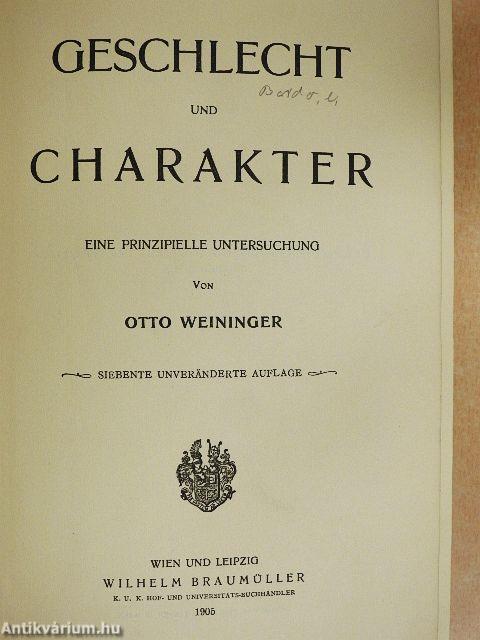 GESCHLECHT
UND
CHARAKTER
EINE PRINZIPIELLE UNTERSUCHUNG
VON
OTTO WEININGER
SIEBENTE UNVERÄNDERTE AUFLAGE
WIEN UND LEIPZIG
WILHELM BRAUMÜLLER
K. U. K. HOF- UND UNIVERSITÄTS-BUCHHÄNDLER
1905
Antikvárium.hu